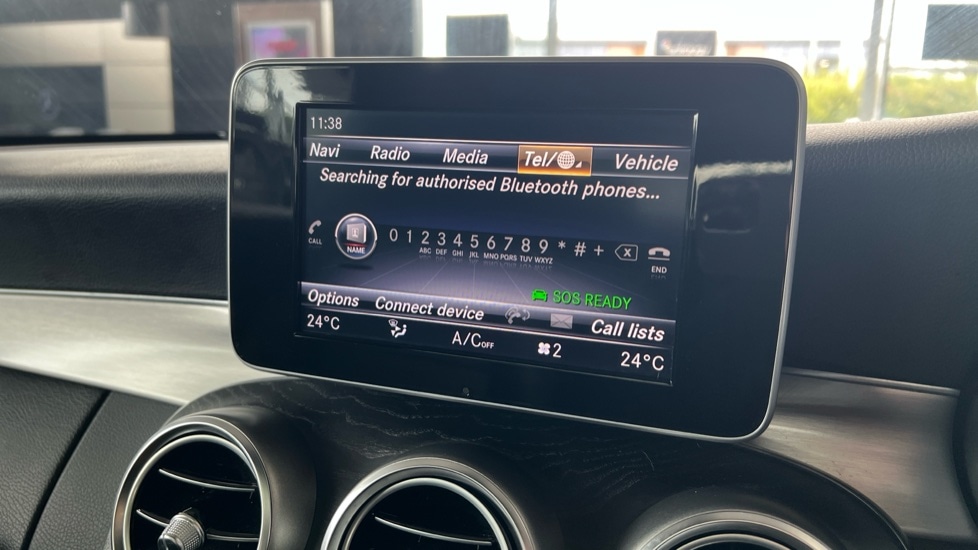 11:38
Navi Radio Media Tel/ Vehicle
Searching for authorised Bluetooth phones...
CALL NAME 0 1 2 3 4 5 6 7 8 9 * # + X END
ABC DEF GHI JKL MNO PQRS TUV WXYZ
SOS READY
Options Connect device Call lists
24°C A/C OFF 2 24°C